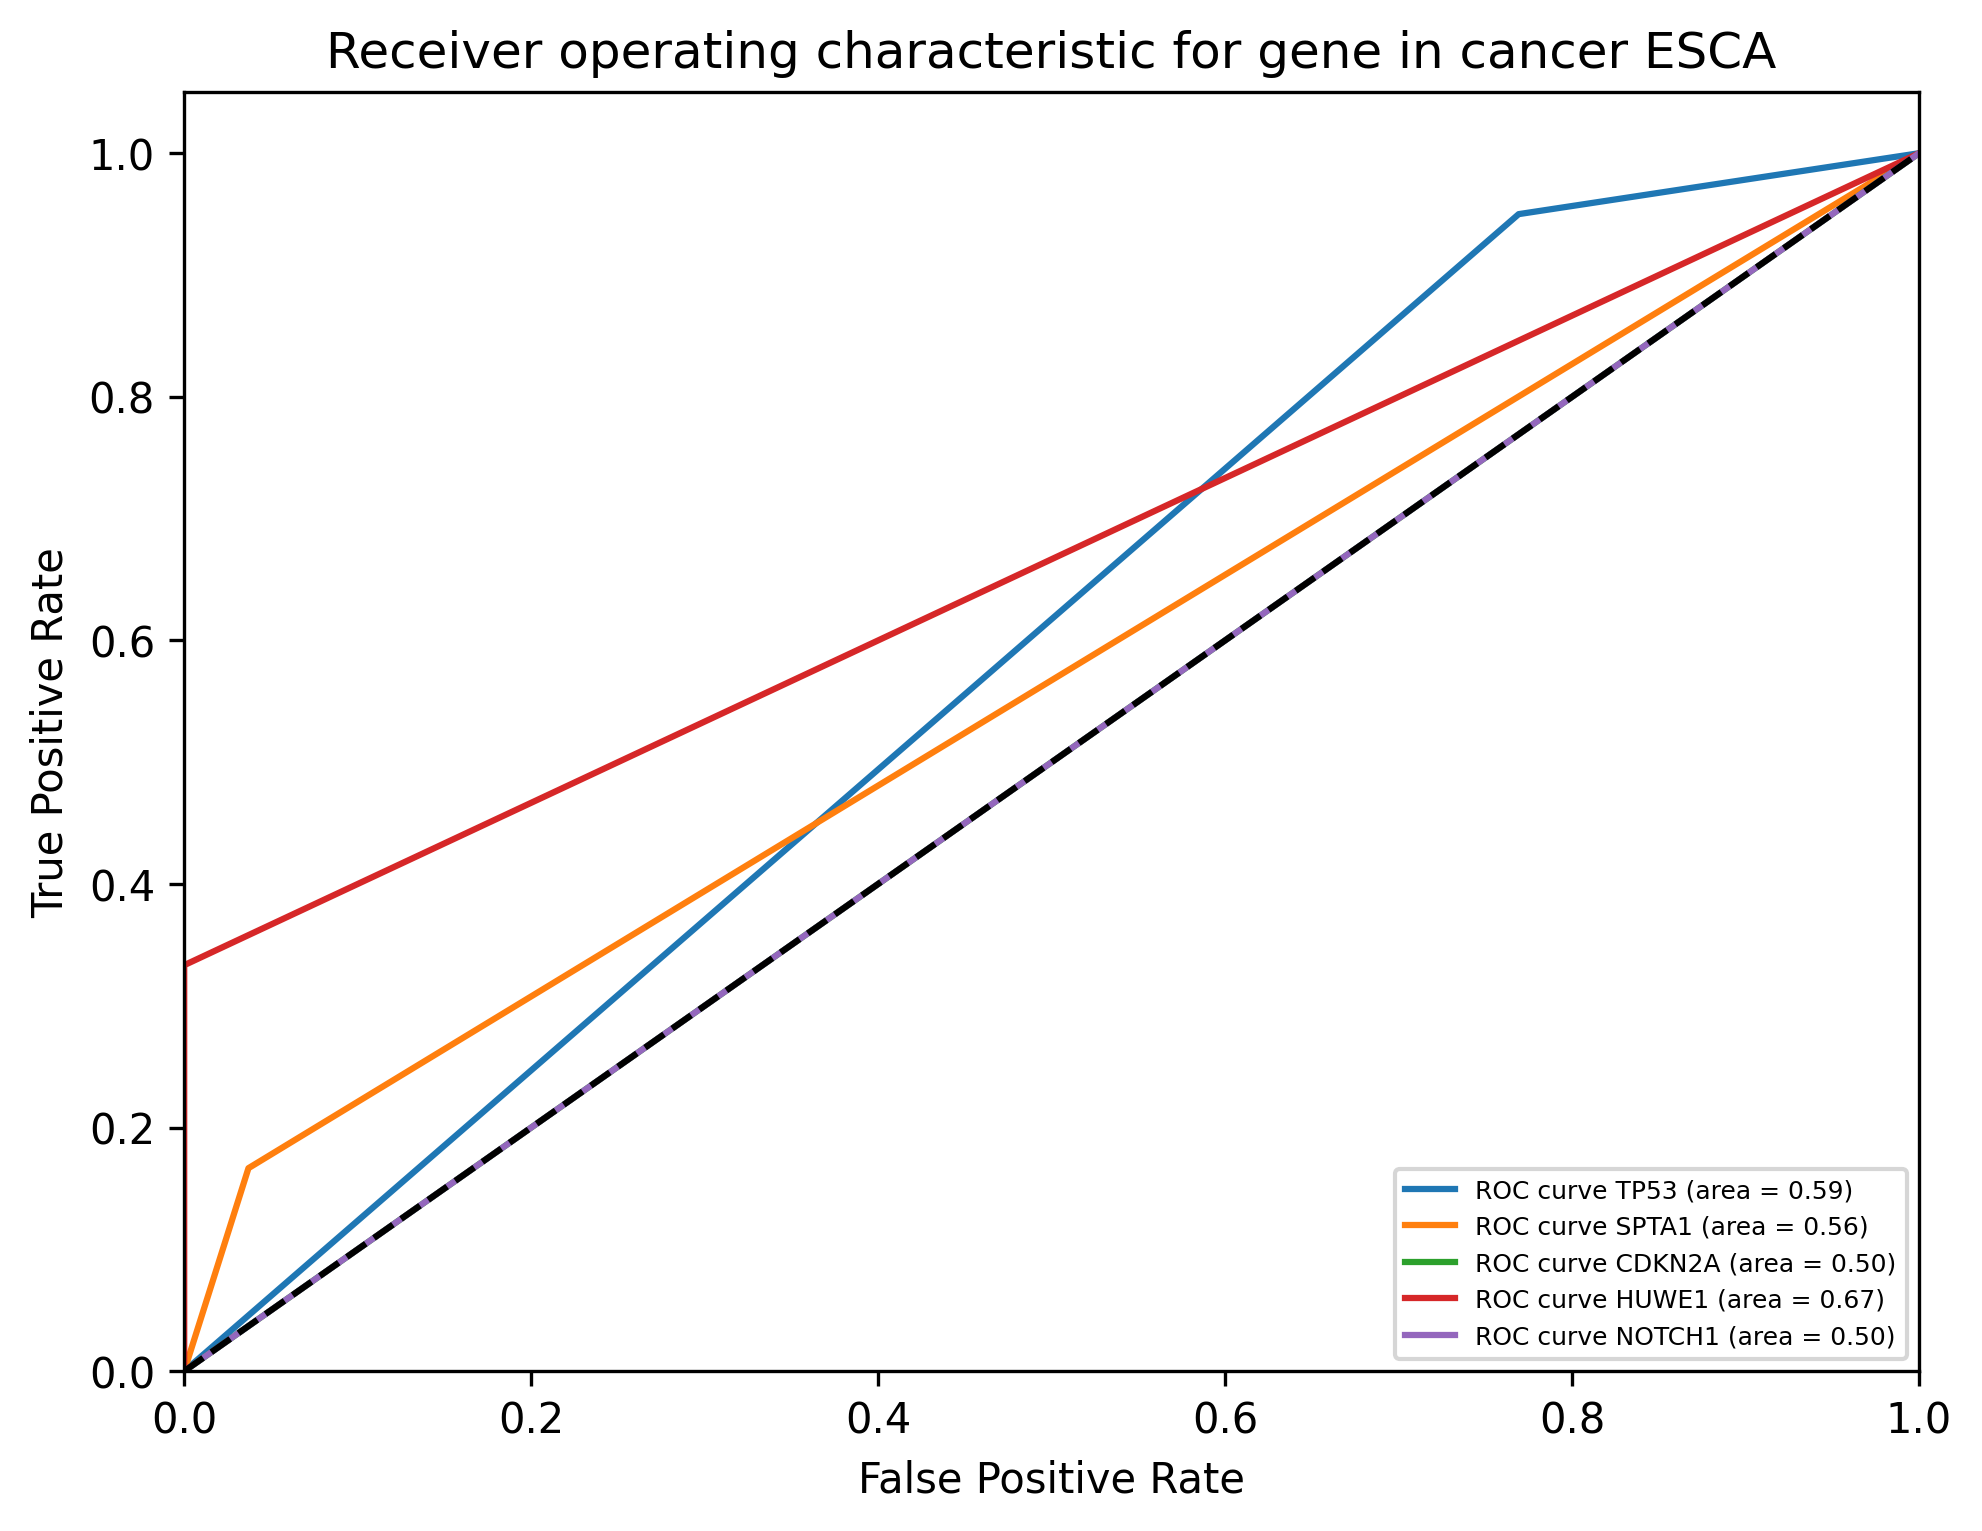 Receiver operating characteristic for gene in cancer ESCA
True Positive Rate
1.0
0.8
0.6
0.4
0.2
0.0
ROC curve TP53 (area = 0.59)
ROC curve SPTA1 (area = 0.56)
ROC curve CDKN2A (area = 0.50)
ROC curve HUWE1 (area = 0.67)
ROC curve NOTCH1 (area = 0.50)
0.0 0.2 0.4 0.6 0.8 1.0
False Positive Rate